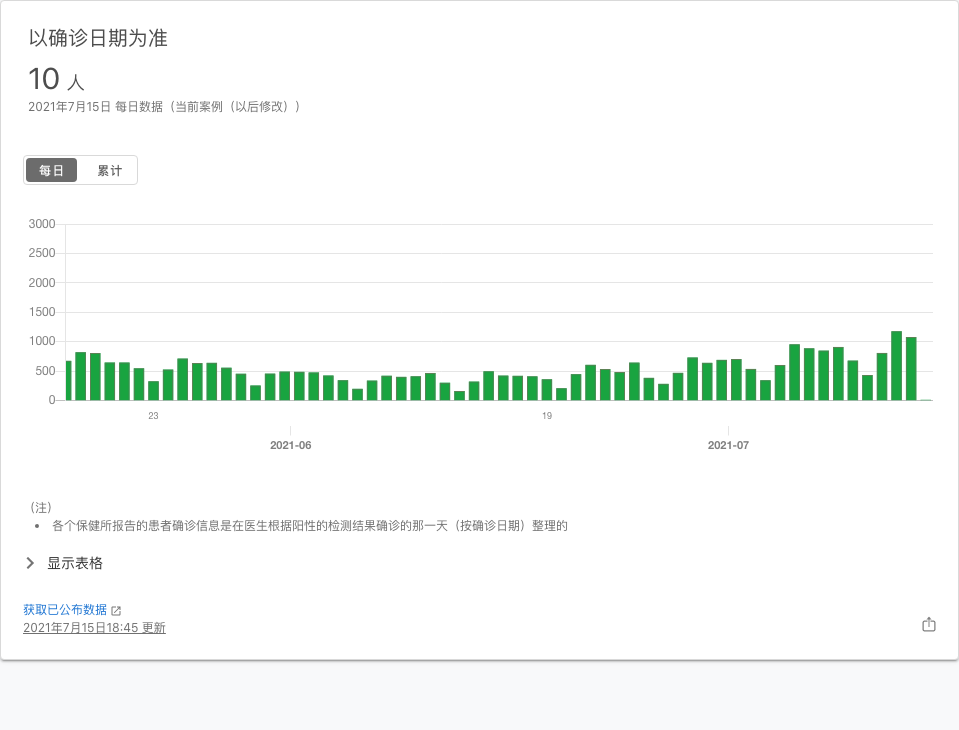 以确诊日期为准
10 人
2021年7月15日 每日数据（当前案例（以后修改））
每日 累计
3000
2500
2000
1500
1000
500
0
23 19
2021-06 2021-07
（注）
• 各个保健所报告的患者确诊信息是在医生根据阳性的检测结果确诊的那一天（按确诊日期）整理的
显示表格
获取已公布数据
2021年7月15日18:45 更新